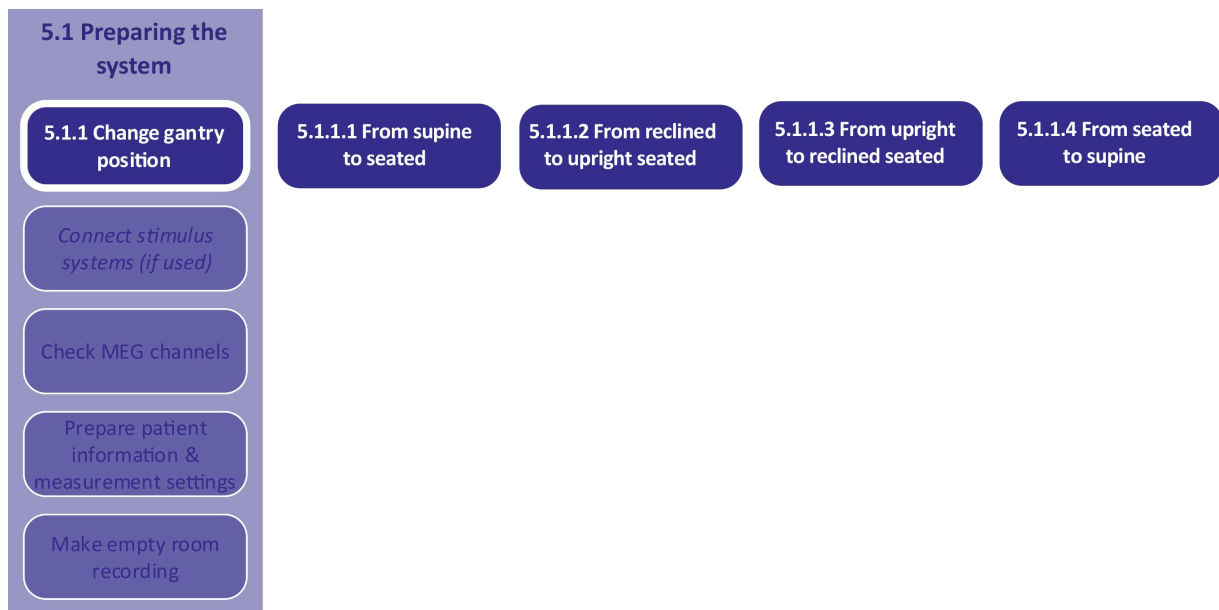 5.1 Preparing the
system
5.1.1 Change gantry
position
5.1.1.1 From supine
to seated
5.1.1.2 From reclined
to upright seated
5.1.1.3 From upright
to reclined seated
5.1.1.4 From seated
to supine
Connect stimulus
systems (if used)
Check MEG channels
Prepare patient
information &
measurement settings
Make empty room
recording